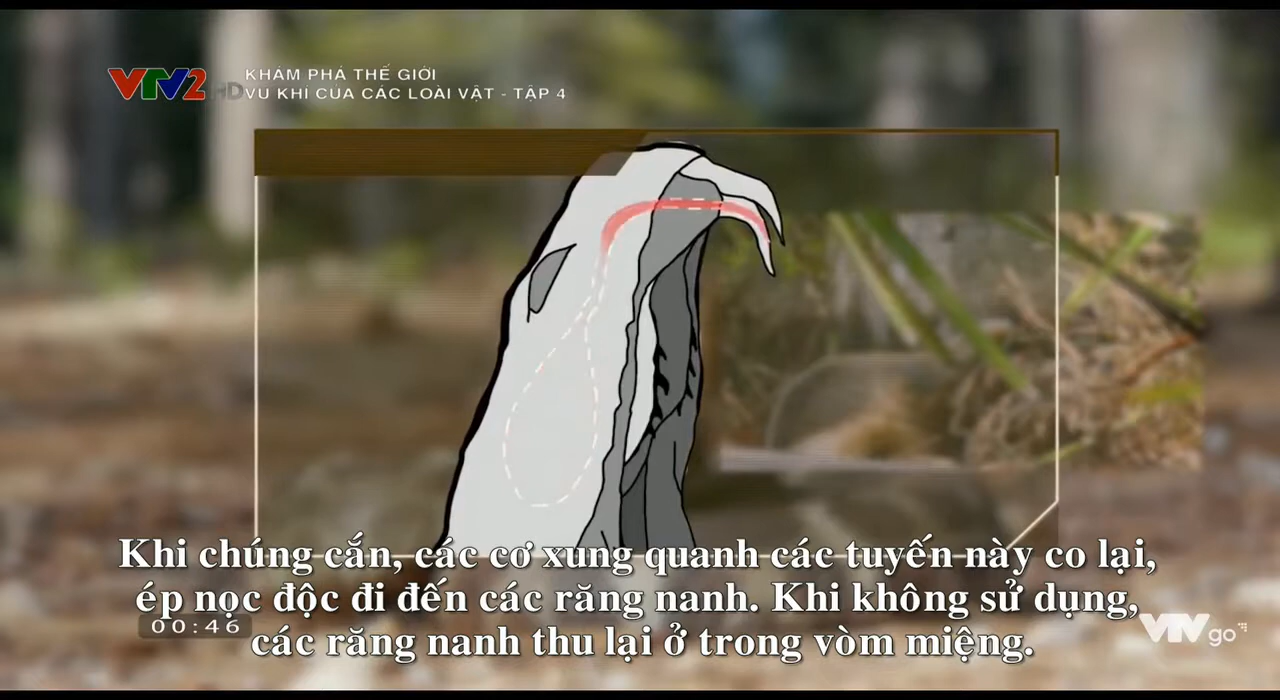 VTV2 HD
KHÁM PHÁ THẾ GIỚI
VŨ KHÍ CỦA CÁC LOÀI VẬT - TẬP 4
Khi chúng cắn, các cơ xung quanh các tuyến này co lại,
ép nọc độc đi đến các răng nanh. Khi không sử dụng,
00:46
các răng nanh thu lại ở trong vòm miệng.
VTV go